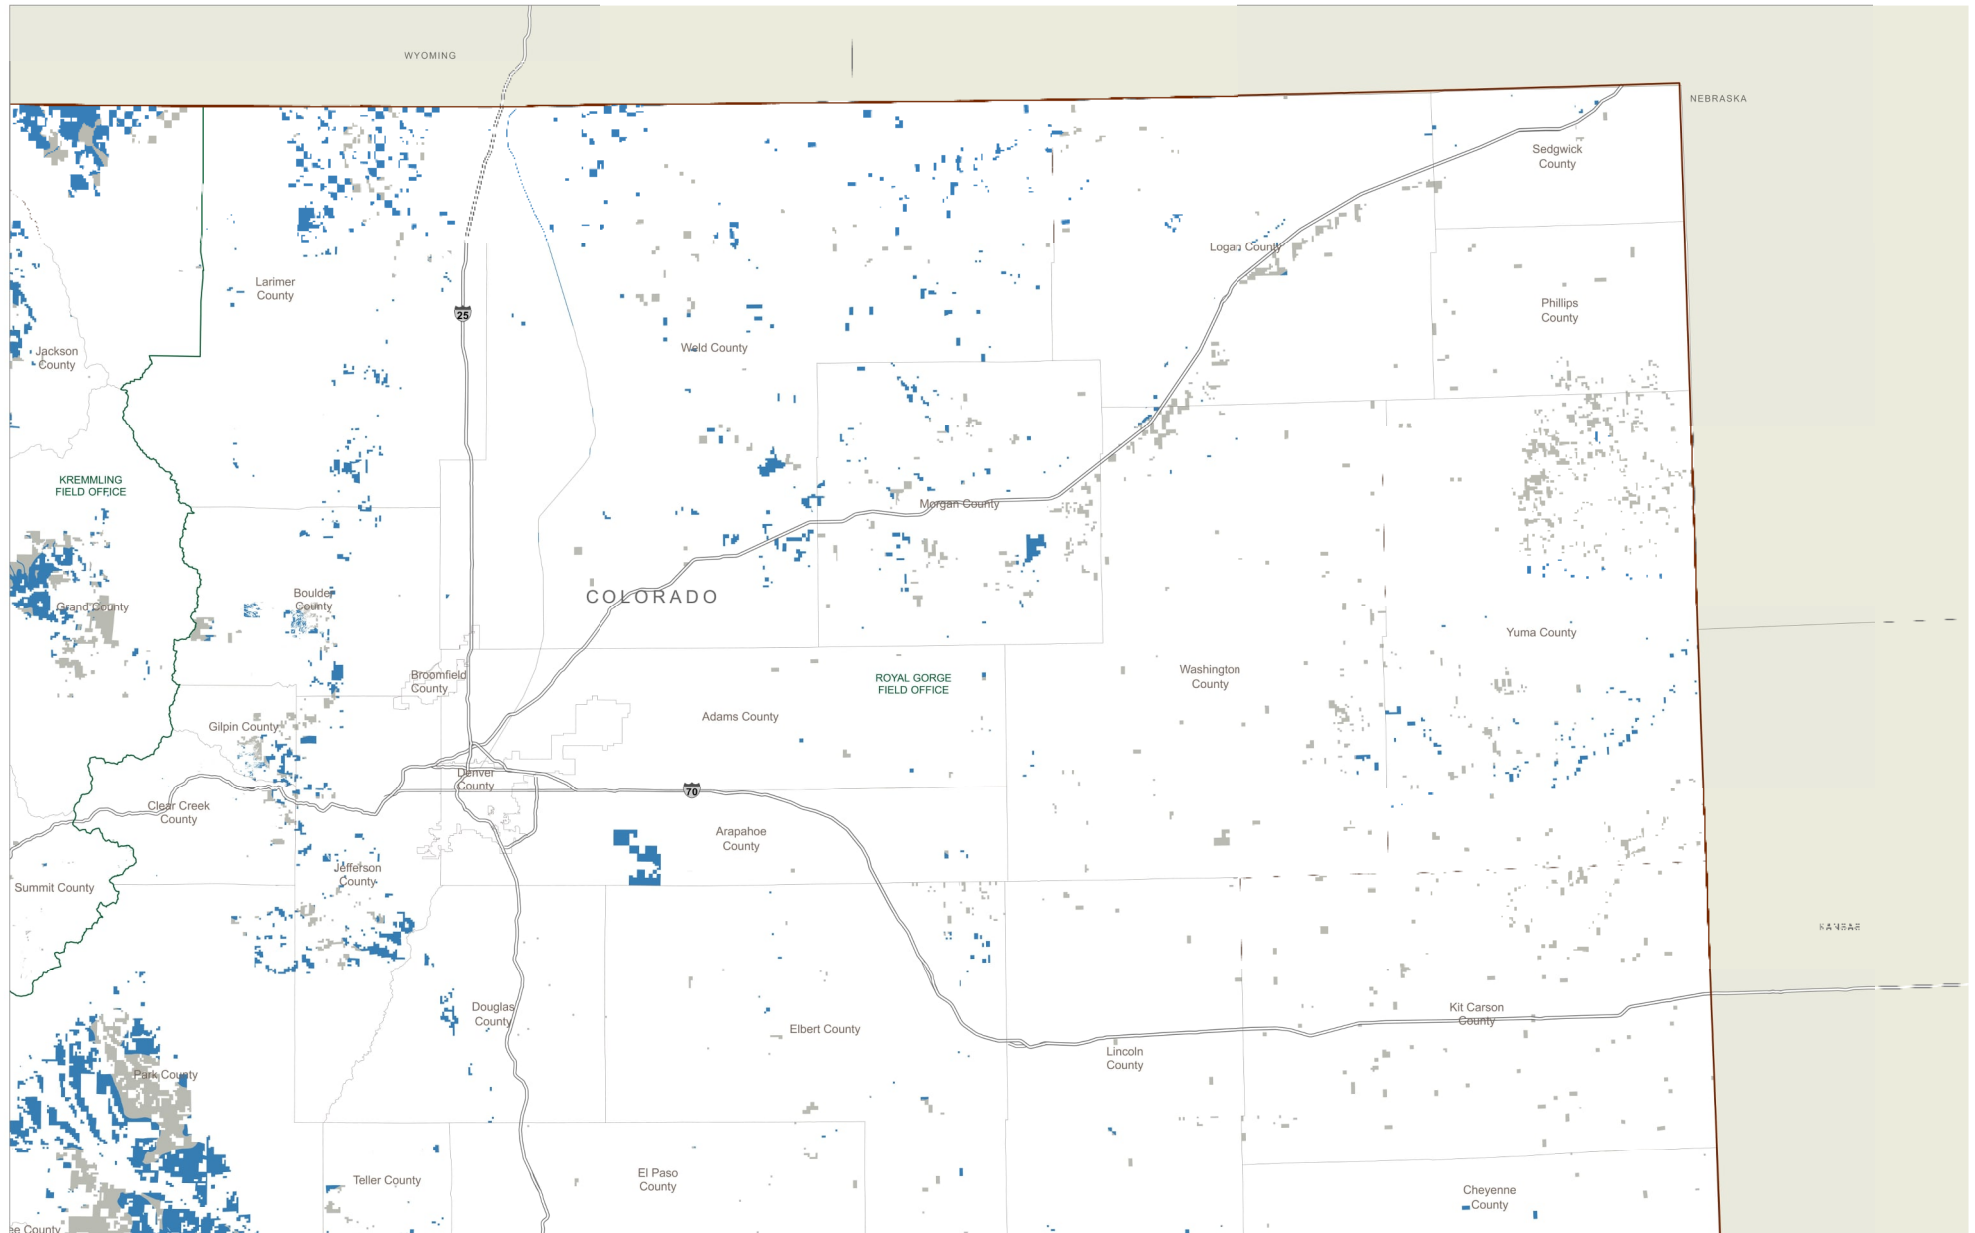 WYOMING
NEBRASKA
Sedgwick
County
Logan County
Larimer
County
25
Phillips
County
Weld County
Jackson
County
KREMMLING
FIELD OFFICE
Morgan County
COLORADO
Boulder
County
Grand County
Yuma County
Broomfield
County
ROYAL GORGE
FIELD OFFICE
Washington
County
Gilpin County
Adams County
Denver
County
70
Clear Creek
County
Arapahoe
County
Jefferson
County
Summit County
KANSAS
Douglas
County
Elbert County
Kit Carson
County
Lincoln
County
Park County
Teller County
El Paso
County
Cheyenne
County
ee County